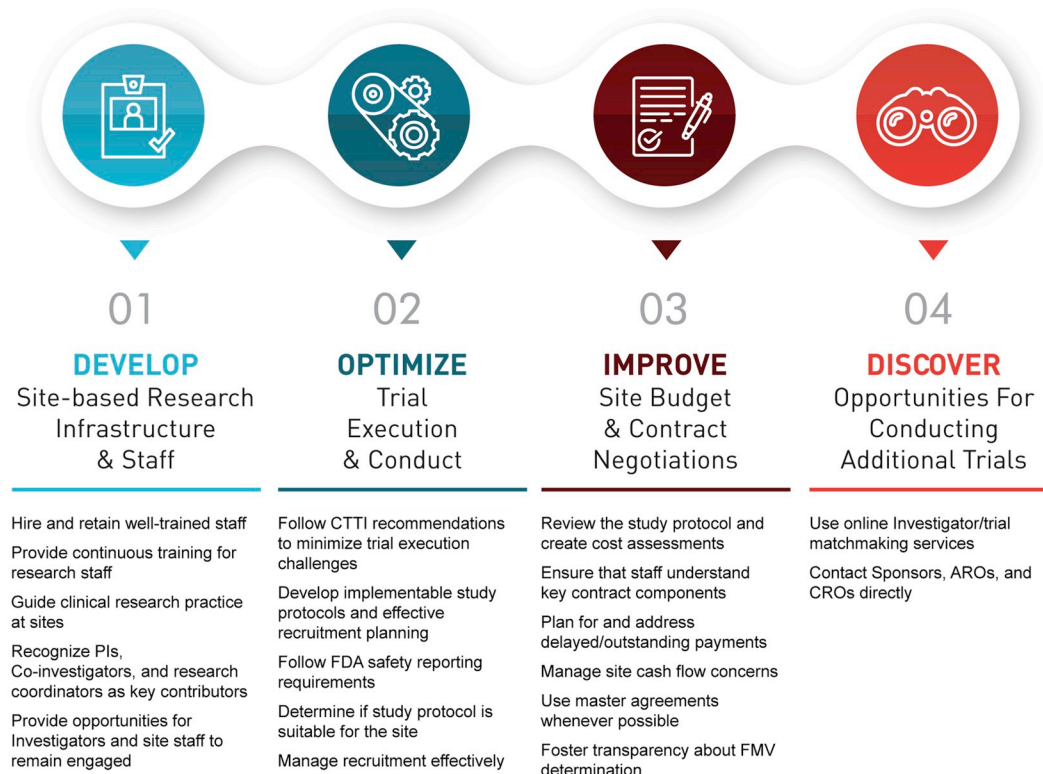 01
DEVELOP
Site-based Research
Infrastructure
& Staff
Hire and retain well-trained staff
Provide continuous training for
research staff
Guide clinical research practice
at sites
Recognize PIs,
Co-investigators, and research
coordinators as key contributors
Provide opportunities for
Investigators and site staff to
remain engaged
02
OPTIMIZE
Trial
Execution
& Conduct
Follow CTTI recommendations
to minimize trial execution
challenges
Develop implementable study
protocols and effective
recruitment planning
Follow FDA safety reporting
requirements
Determine if study protocol is
suitable for the site
Manage recruitment effectively
03
IMPROVE
Site Budget
& Contract
Negotiations
Review the study protocol and
create cost assessments
Ensure that staff understand
key contract components
Plan for and address
delayed/outstanding payments
Manage site cash flow concerns
Use master agreements
whenever possible
Foster transparency about FMV
determination
04
DISCOVER
Opportunities For
Conducting
Additional Trials
Use online Investigator/trial
matchmaking services
Contact Sponsors, AROs, and
CROs directly